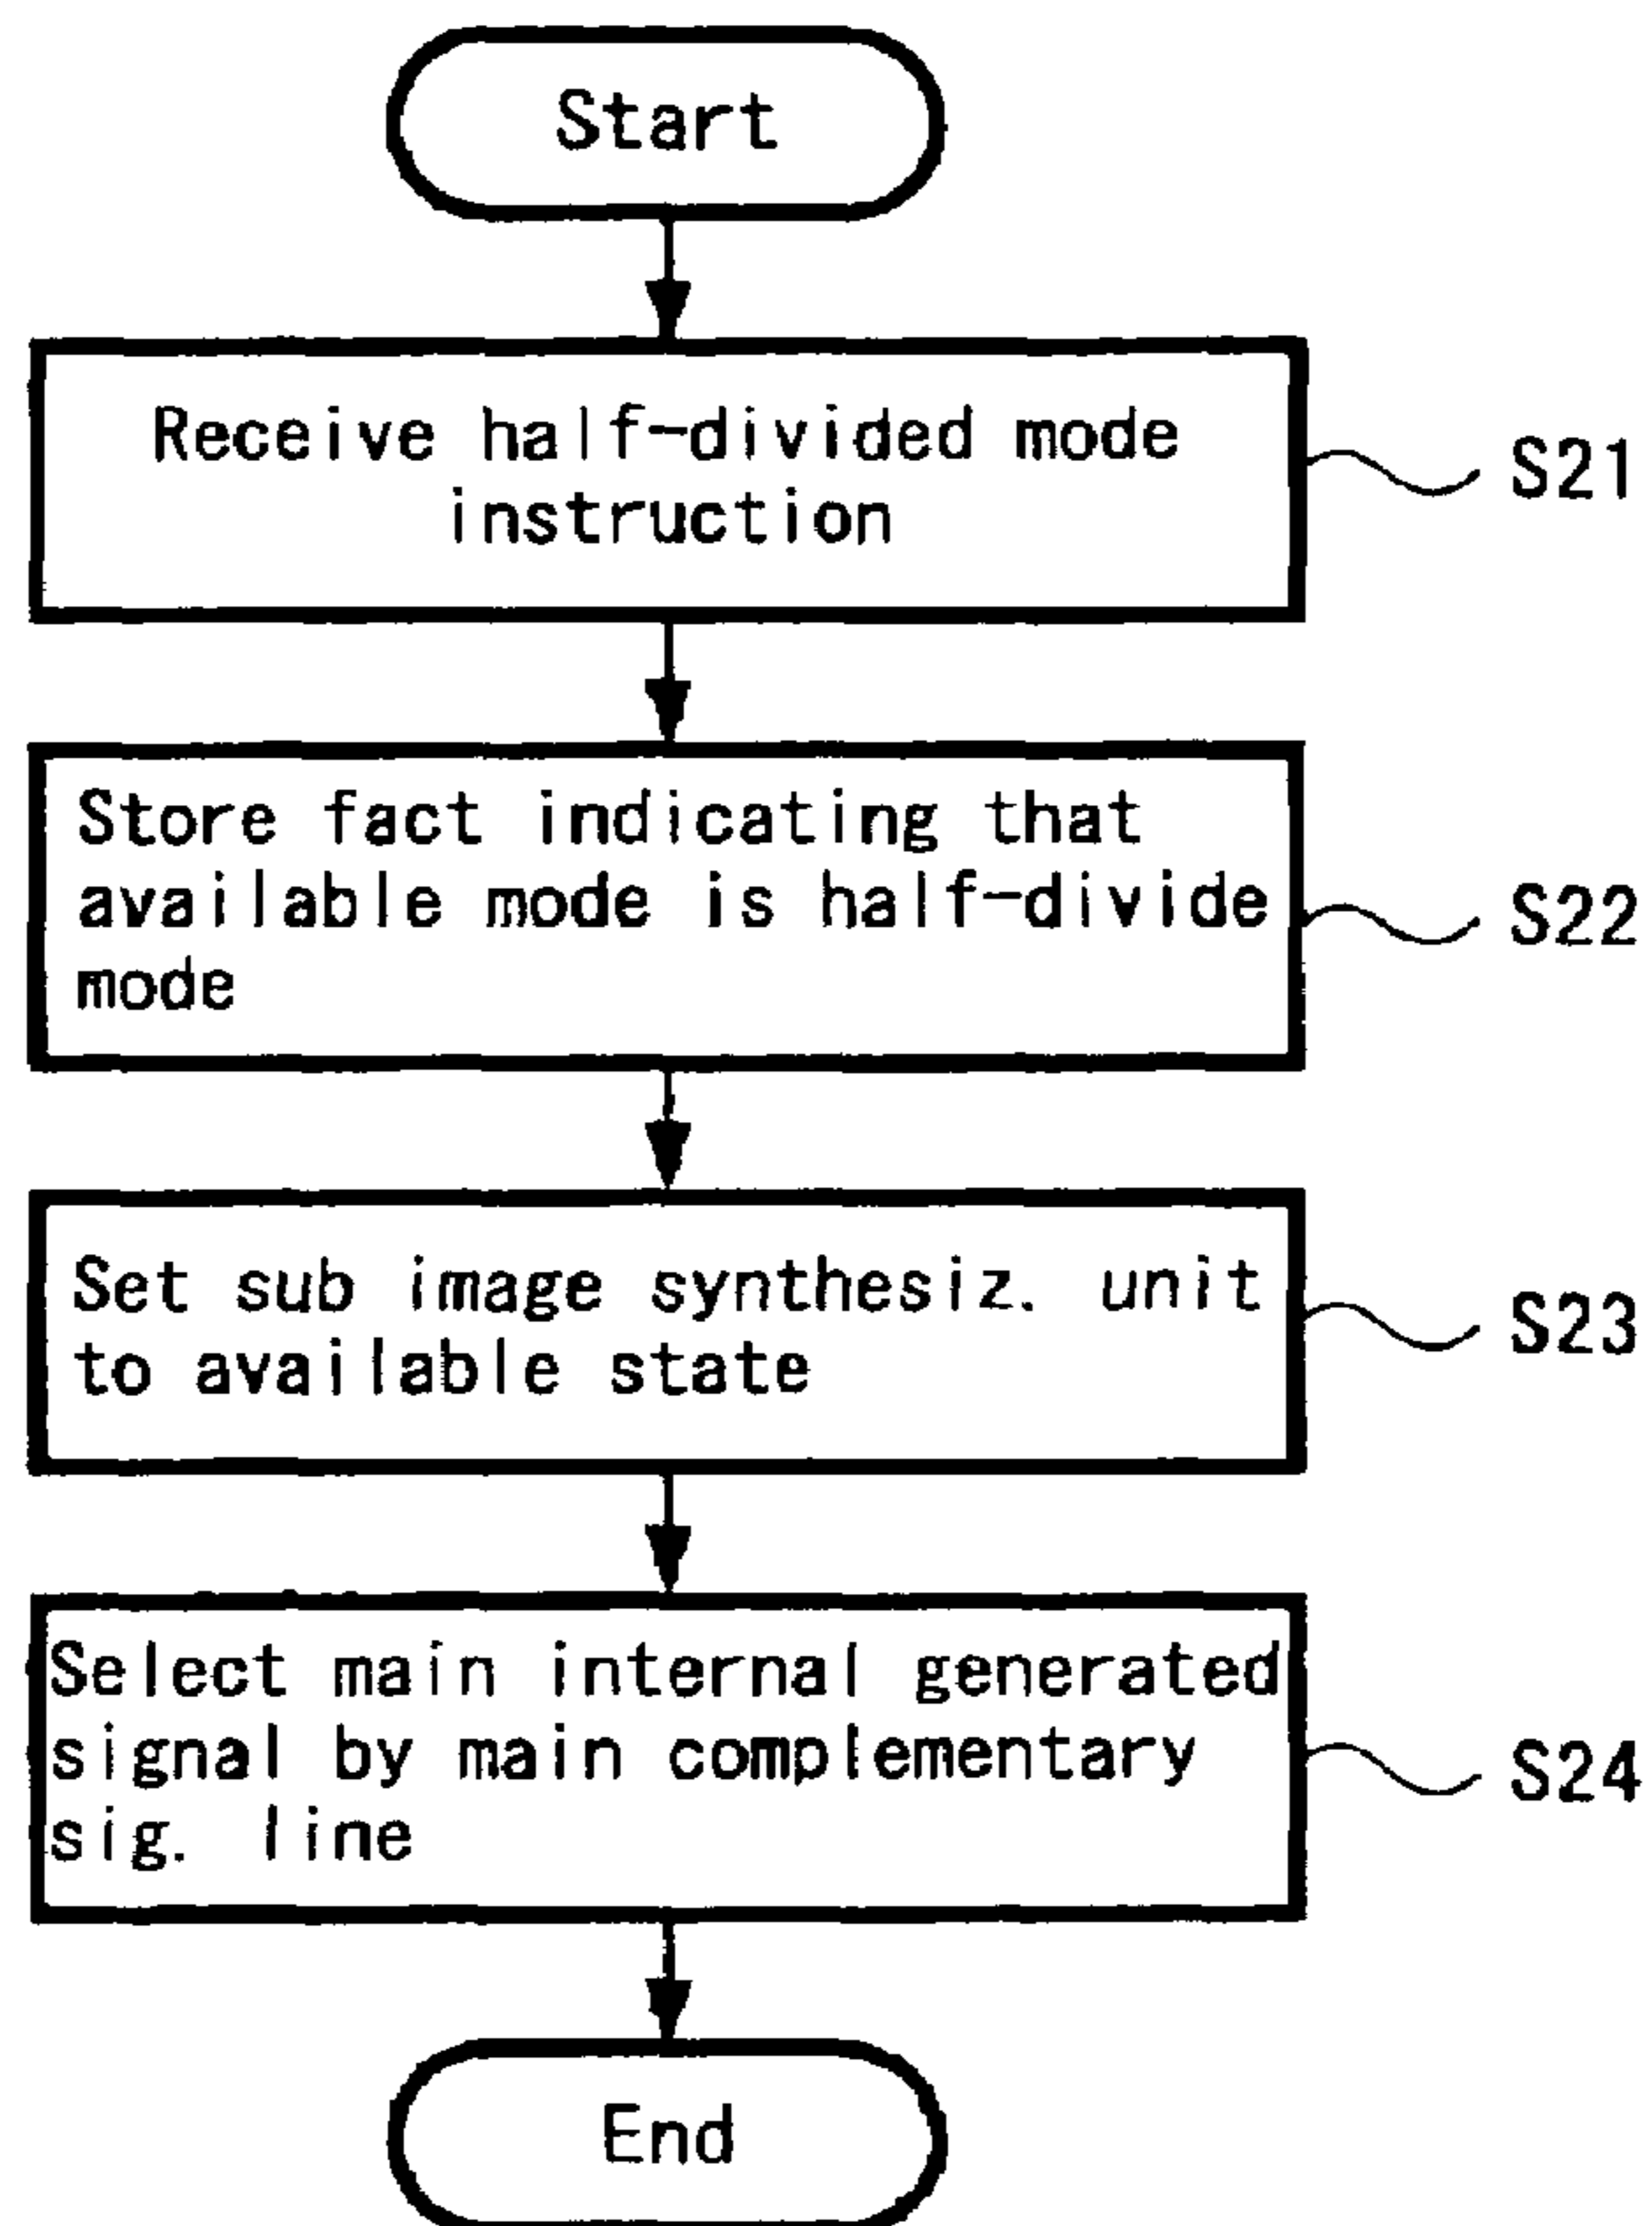 Start
Receive half-divided mode
instruction
S21
Store fact indicating that
available mode is half-divide
mode
S22
Set sub image synthesiz. unit
to available state
S23
Select main internal generated
signal by main complementary
sig. line
S24
End